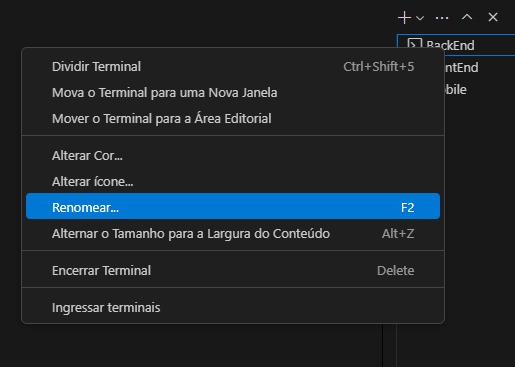 BackEnd
Dividir Terminal Ctrl+Shift+5
ntEnd
Mova o Terminal para uma Nova Janela
bile
Mover o Terminal para a Área Editorial
Alterar Cor...
Alterar ícone...
Renomear... F2
Alternar o Tamanho para a Largura do Conteúdo Alt+Z
Encerrar Terminal Delete
Ingressar terminais